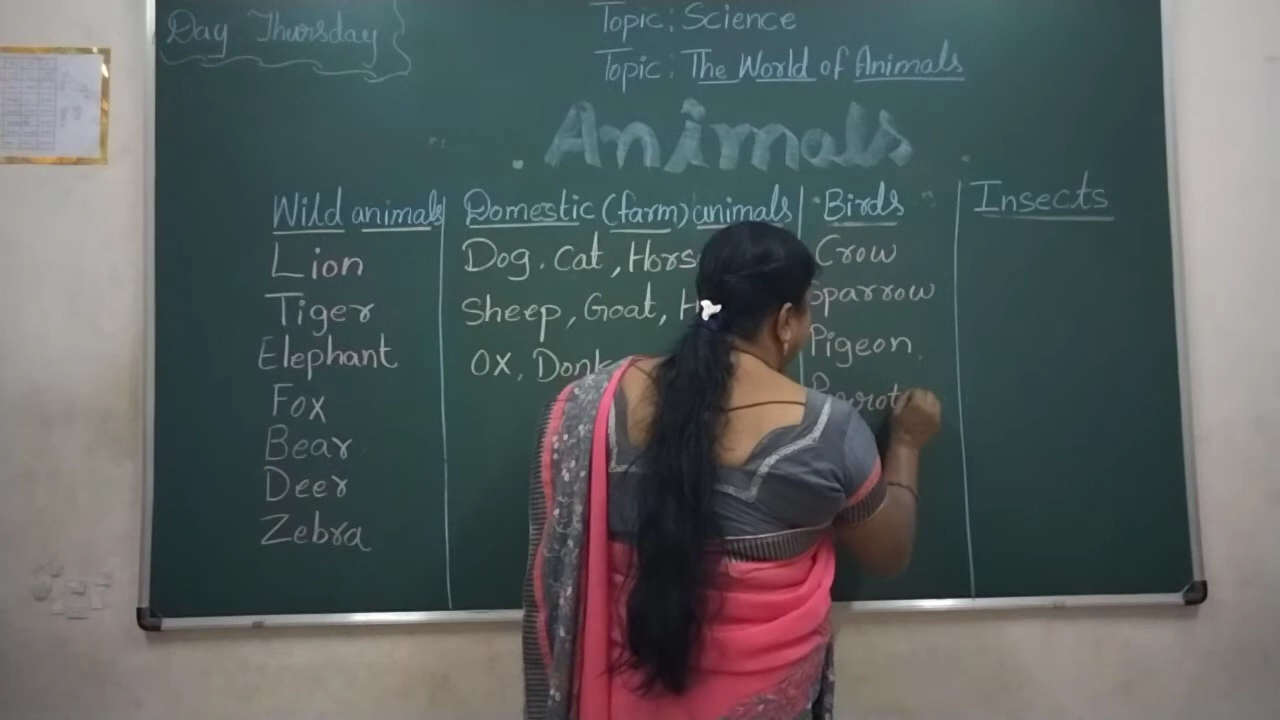 Day Thursday
Topic: Science
Topic: The World of Animals
Animals
Wild animals
Lion
Tiger
Elephant
Fox
Bear
Deer
Zebra
Domestic (farm) animals
Dog, Cat, Hors
Sheep, Goat, H
OX, Donk
Birds
Crow
Sparrow
Pigeon
Parrot
Insects